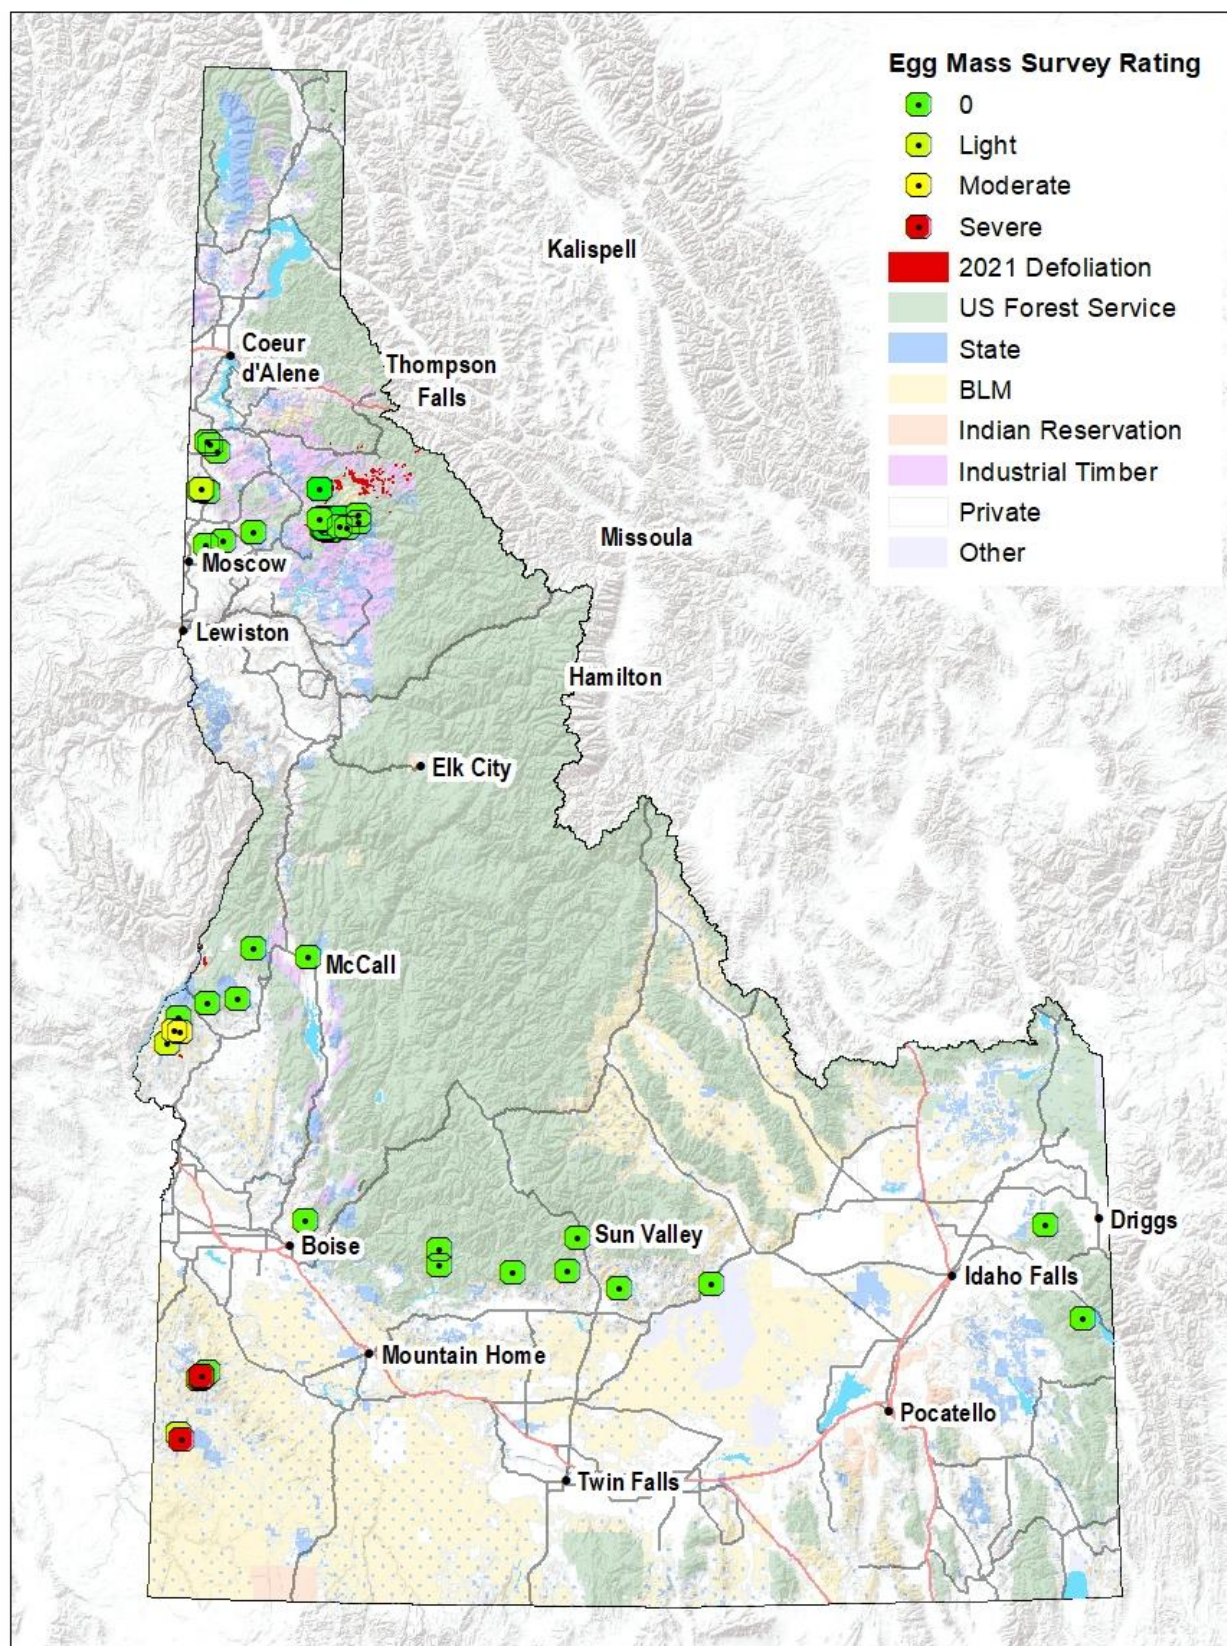 Egg Mass Survey Rating
0
Light
Moderate
Severe
2021 Defoliation
US Forest Service
State
BLM
Indian Reservation
Industrial Timber
Private
Other
Kalispell
Coeur
d'Alene
Thompson
Falls
Missoula
Moscow
Lewiston
Hamilton
Elk City
McCall
Driggs
Sun Valley
Boise
Idaho Falls
Mountain Home
Pocatello
Twin Falls